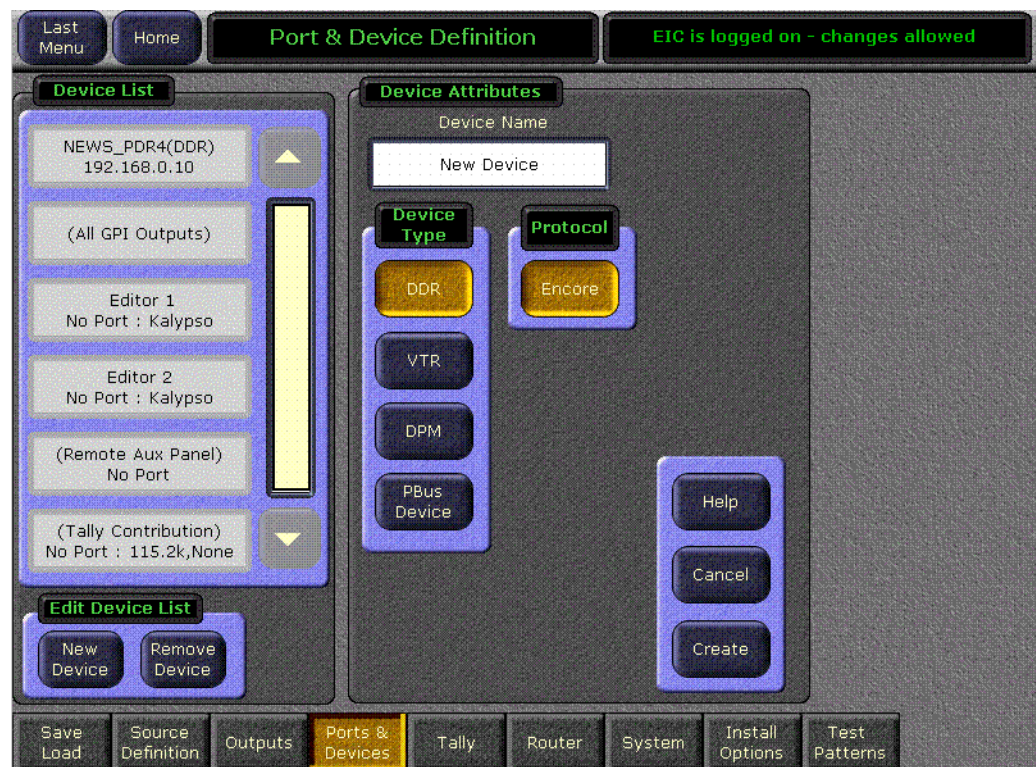 Last
Menu
Home
Port & Device Definition
EIC is logged on - changes allowed
Device List
NEWS_PDR4(DDR)
192.168.0.10
(All GPI Outputs)
Editor 1
No Port : Kalypso
Editor 2
No Port : Kalypso
(Remote Aux Panel)
No Port
(Tally Contribution)
No Port : 115.2k,None
Edit Device List
New
Device
Remove
Device
Device Attributes
Device Name
New Device
Device
Type
DDR
VTR
DPM
PBus
Device
Protocol
Encore
Help
Cancel
Create
Save
Load
Source
Definition
Outputs
Ports &
Devices
Tally
Router
System
Install
Options
Test
Patterns